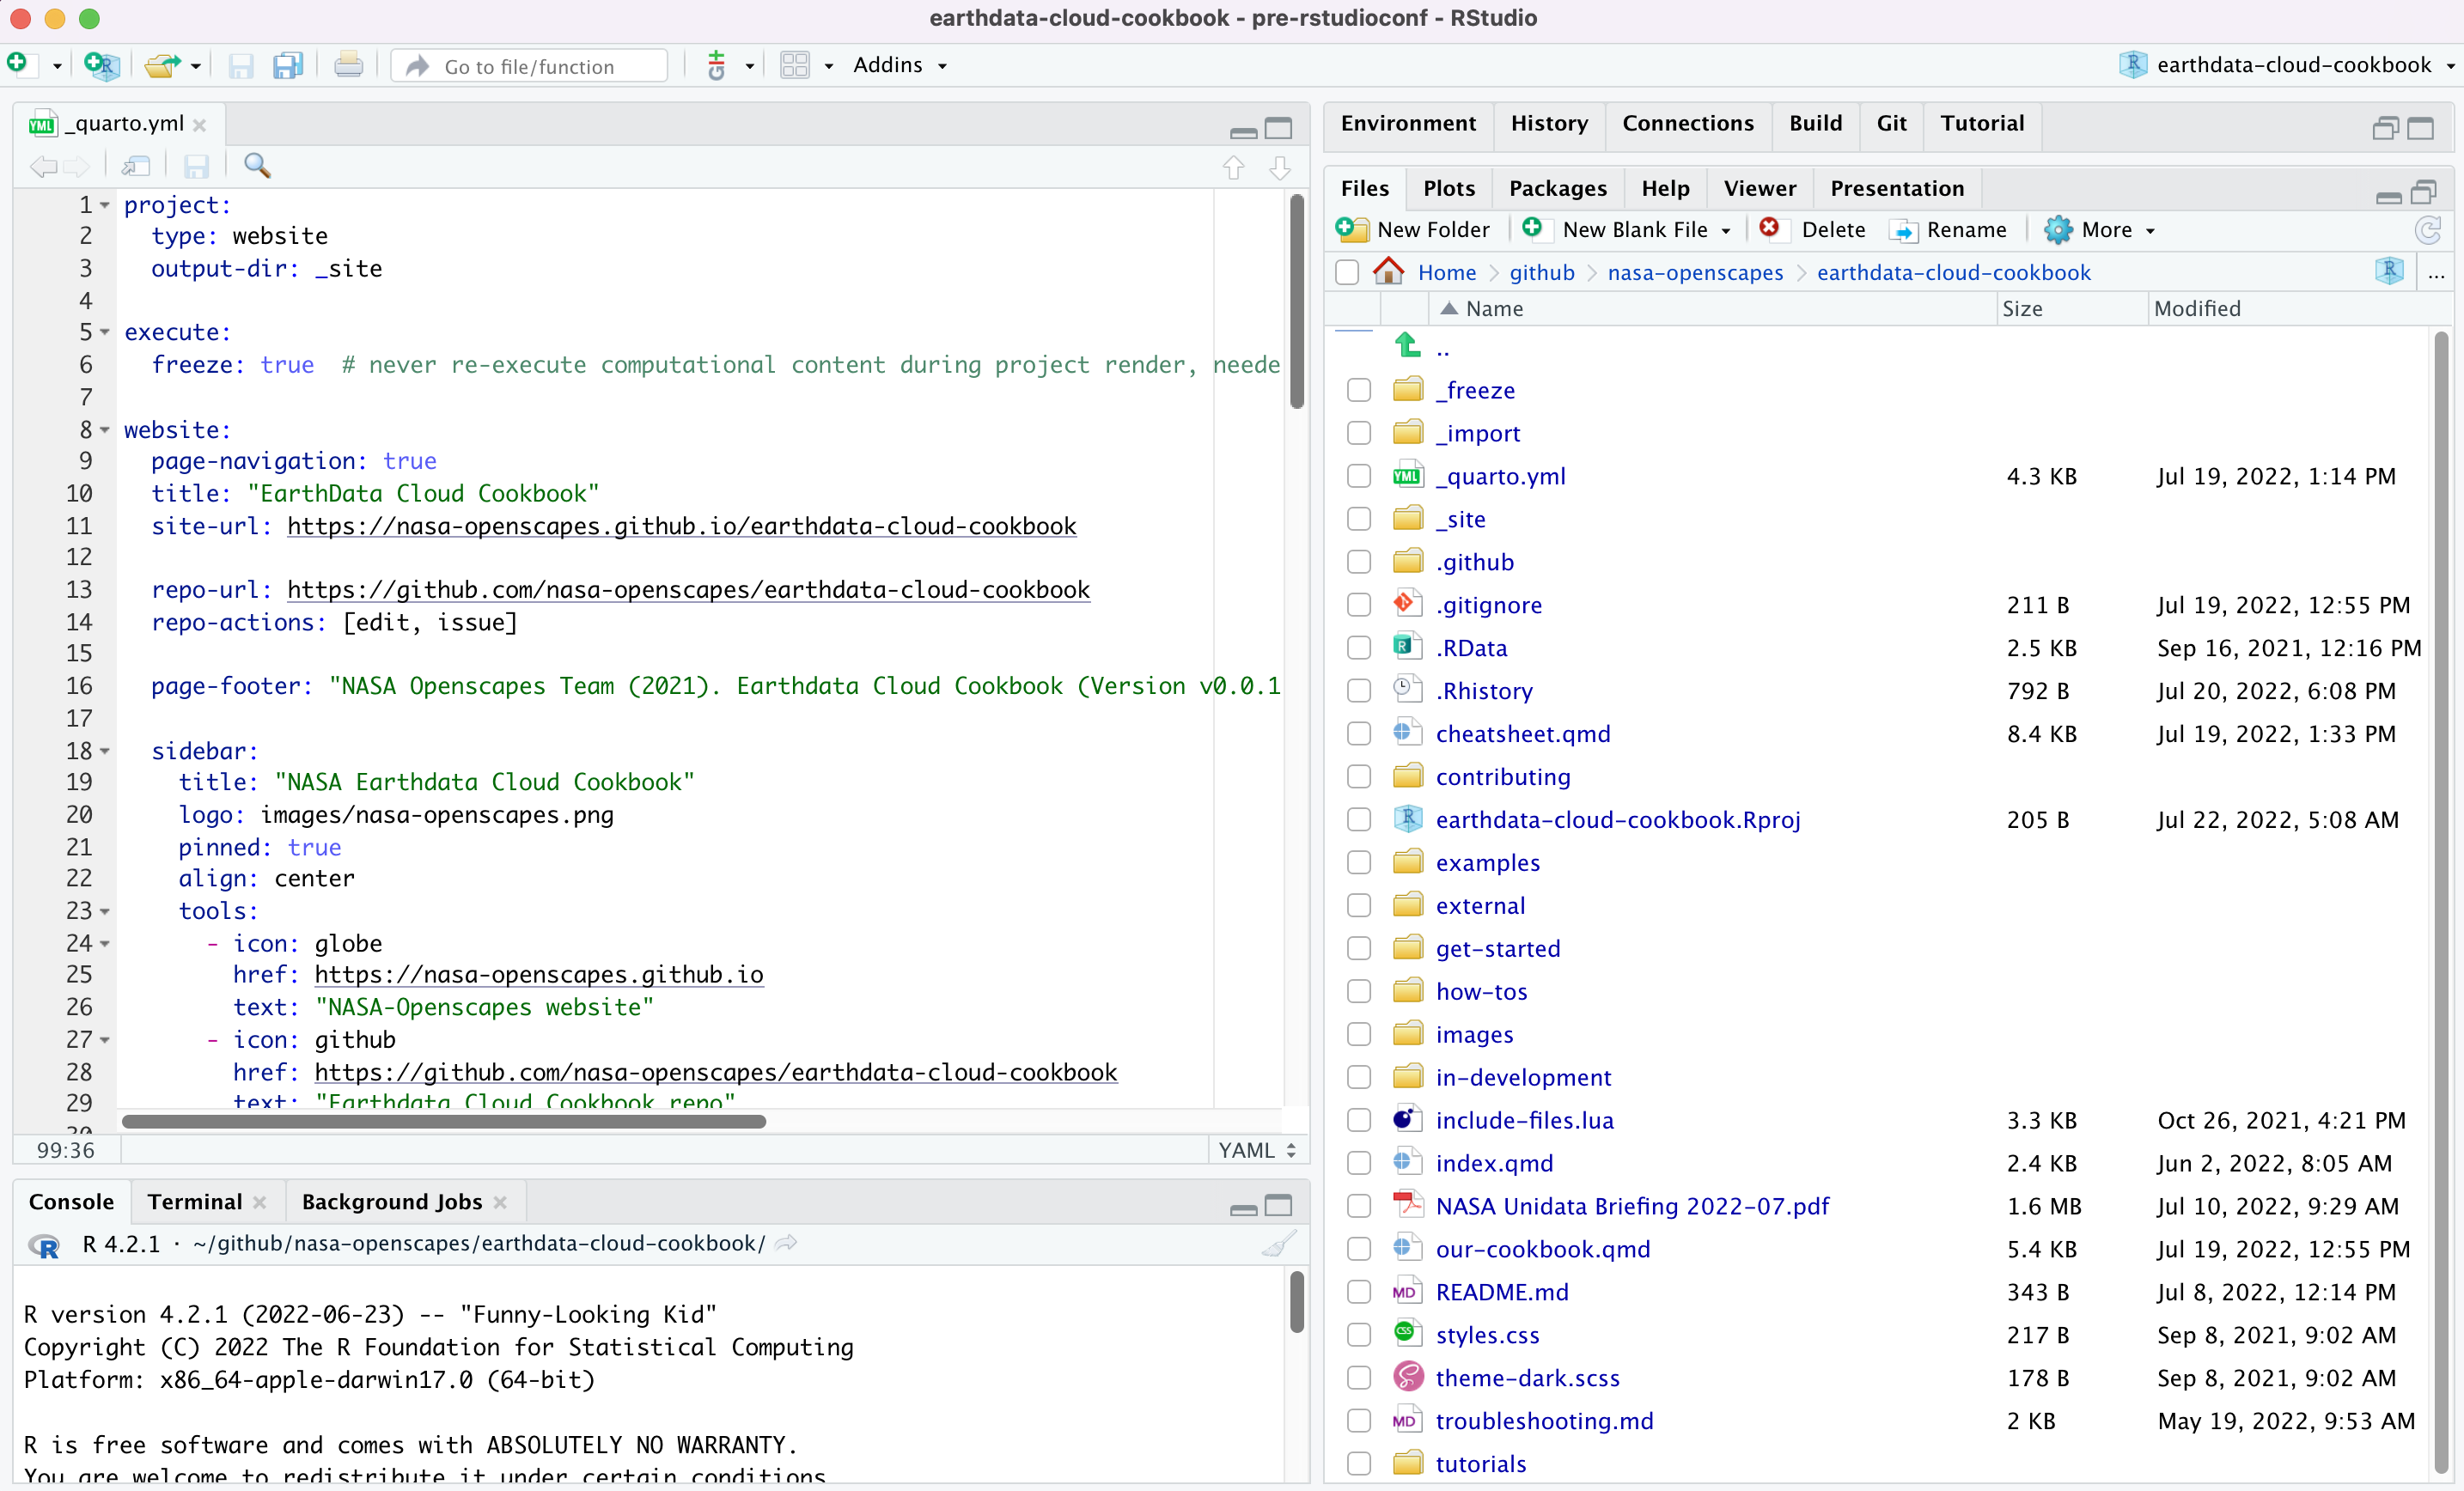 earthdata-cloud-cookbook - pre-rstudioconf - RStudio
Go to file/function
Addins
earthdata-cloud-cookbook
_quarto.yml
1 project:
2 type: website
3 output-dir: _site
4
5 execute:
6 freeze: true # never re-execute computational content during project render, neede
7
8 website:
9 page-navigation: true
10 title: "EarthData Cloud Cookbook"
11 site-url: https://nasa-openscapes.github.io/earthdata-cloud-cookbook
12
13 repo-url: https://github.com/nasa-openscapes/earthdata-cloud-cookbook
14 repo-actions: [edit, issue]
15
16 page-footer: "NASA Openscapes Team (2021). Earthdata Cloud Cookbook (Version v0.0.1
17
18 sidebar:
19 title: "NASA Earthdata Cloud Cookbook"
20 logo: images/nasa-openscapes.png
21 pinned: true
22 align: center
23 tools:
24 - icon: globe
25 href: https://nasa-openscapes.github.io
26 text: "NASA-Openscapes website"
27 - icon: github
28 href: https://github.com/nasa-openscapes/earthdata-cloud-cookbook
29 text: "Earthdata Cloud Cookbook repo"
30
99:36 YAML
Console Terminal Background Jobs
R 4.2.1 · ~/github/nasa-openscapes/earthdata-cloud-cookbook/
R version 4.2.1 (2022-06-23) -- "Funny-Looking Kid"
Copyright (C) 2022 The R Foundation for Statistical Computing
Platform: x86_64-apple-darwin17.0 (64-bit)
R is free software and comes with ABSOLUTELY NO WARRANTY.
You are welcome to redistribute it under certain conditions
Environment History Connections Build Git Tutorial
Files Plots Packages Help Viewer Presentation
New Folder New Blank File Delete Rename More
Home github nasa-openscapes earthdata-cloud-cookbook ...
Name Size Modified
..
_freeze
_import
YML _quarto.yml 4.3 KB Jul 19, 2022, 1:14 PM
_site
.github
.gitignore 211 B Jul 19, 2022, 12:55 PM
.RData 2.5 KB Sep 16, 2021, 12:16 PM
.Rhistory 792 B Jul 20, 2022, 6:08 PM
cheatsheet.qmd 8.4 KB Jul 19, 2022, 1:33 PM
contributing
earthdata-cloud-cookbook.Rproj 205 B Jul 22, 2022, 5:08 AM
examples
external
get-started
how-tos
images
in-development
include-files.lua 3.3 KB Oct 26, 2021, 4:21 PM
index.qmd 2.4 KB Jun 2, 2022, 8:05 AM
NASA Unidata Briefing 2022-07.pdf 1.6 MB Jul 10, 2022, 9:29 AM
our-cookbook.qmd 5.4 KB Jul 19, 2022, 12:55 PM
MD README.md 343 B Jul 8, 2022, 12:14 PM
CSS styles.css 217 B Sep 8, 2021, 9:02 AM
theme-dark.scss 178 B Sep 8, 2021, 9:02 AM
MD troubleshooting.md 2 KB May 19, 2022, 9:53 AM
tutorials